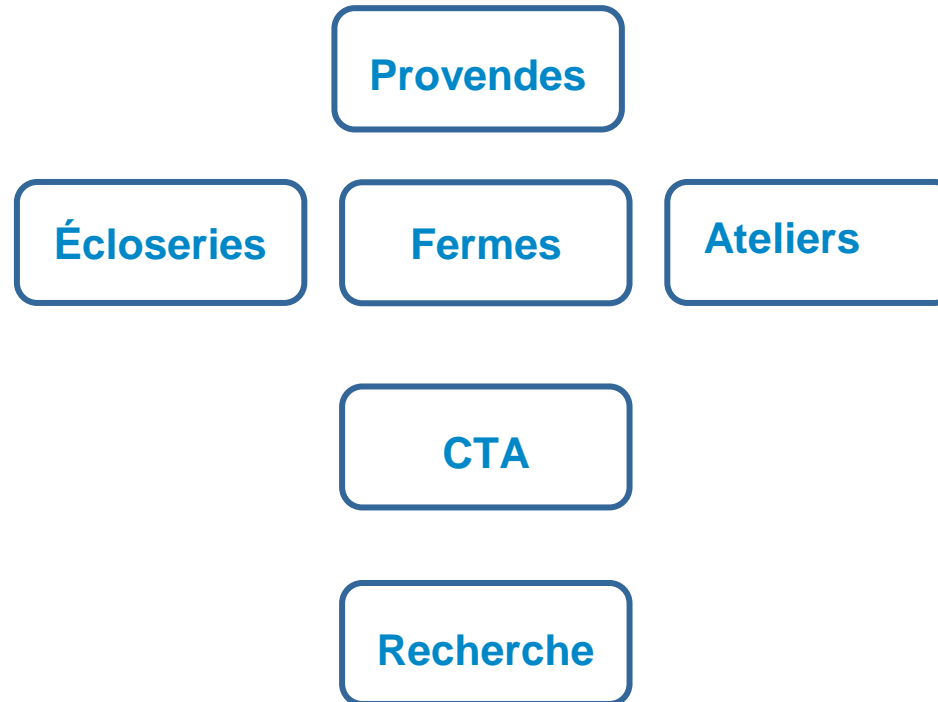 Provendes
Écloseries
Fermes
Ateliers
CTA
Recherche